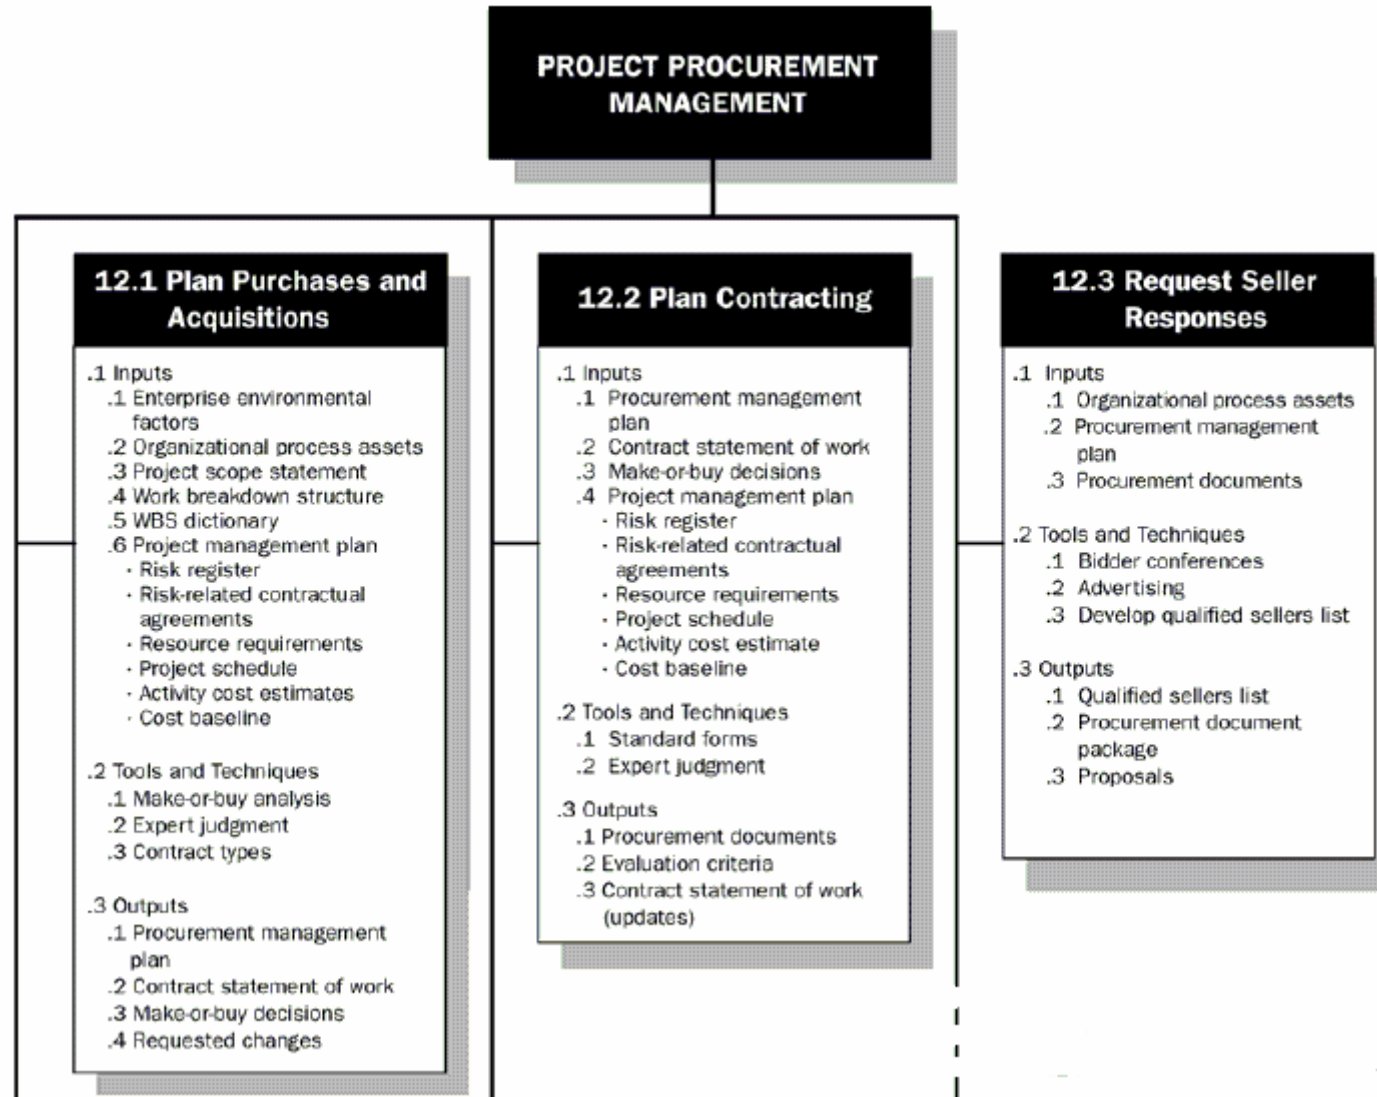 PROJECT PROCUREMENT
MANAGEMENT
12.1 Plan Purchases and
Acquisitions
.1 Inputs
.1 Enterprise environmental
factors
.2 Organizational process assets
.3 Project scope statement
.4 Work breakdown structure
.5 WBS dictionary
.6 Project management plan
· Risk register
· Risk-related contractual
agreements
· Resource requirements
· Project schedule
· Activity cost estimates
· Cost baseline
.2 Tools and Techniques
.1 Make-or-buy analysis
.2 Expert judgment
.3 Contract types
.3 Outputs
.1 Procurement management
plan
.2 Contract statement of work
.3 Make-or-buy decisions
.4 Requested changes
12.2 Plan Contracting
.1 Inputs
.1 Procurement management
plan
.2 Contract statement of work
.3 Make-or-buy decisions
.4 Project management plan
· Risk register
· Risk-related contractual
agreements
· Resource requirements
· Project schedule
· Activity cost estimate
· Cost baseline
.2 Tools and Techniques
.1 Standard forms
.2 Expert judgment
.3 Outputs
.1 Procurement documents
.2 Evaluation criteria
.3 Contract statement of work
(updates)
12.3 Request Seller
Responses
.1 Inputs
.1 Organizational process assets
.2 Procurement management
plan
.3 Procurement documents
.2 Tools and Techniques
.1 Bidder conferences
.2 Advertising
.3 Develop qualified sellers list
.3 Outputs
.1 Qualified sellers list
.2 Procurement document
package
.3 Proposals